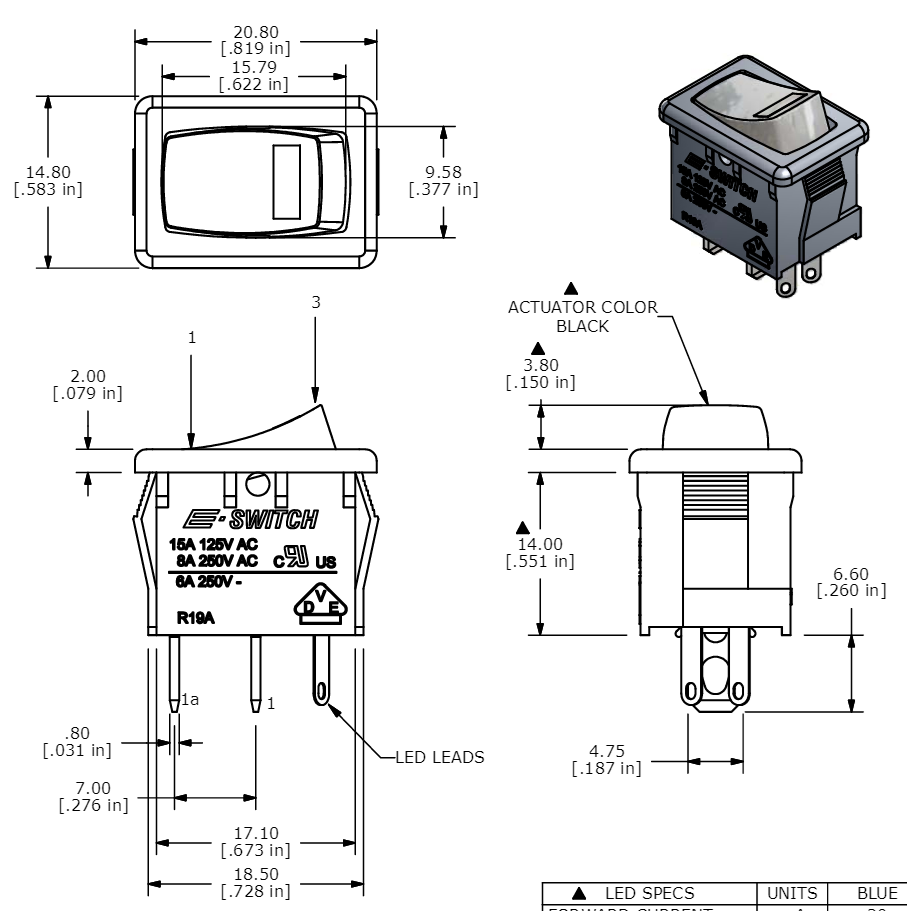 20.80
[.819 in]
15.79
[.622 in]
14.80
[.583 in]
9.58
[.377 in]
E-SWITCH
R19A
V
D E
3
1
2.00
[.079 in]
▲
ACTUATOR COLOR
BLACK
▲
3.80
[.150 in]
E-SWITCH
15A 125V AC
8A 250V AC
C US
6A 250V -
R19A
V
D E
▲
14.00
[.551 in]
6.60
[.260 in]
1a
1
.80
[.031 in]
LED LEADS
4.75
[.187 in]
7.00
[.276 in]
17.10
[.673 in]
18.50
[.728 in]
▲ LED SPECS UNITS BLUE
FORWARD CURRENT